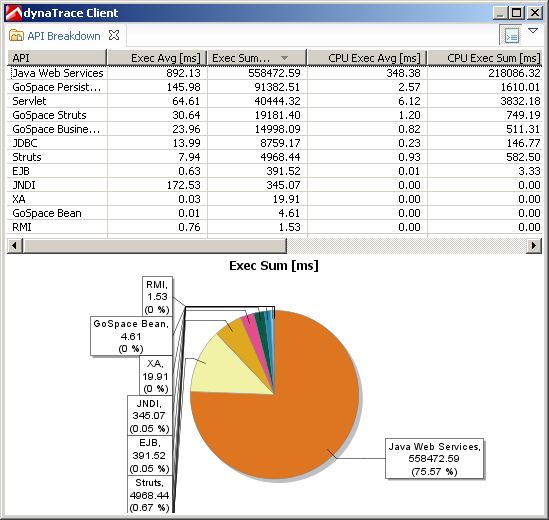 dynaTrace Client
API Breakdown
API Exec Avg [ms] Exec Sum... CPU Exec Avg [ms] CPU Exec Sum [ms]
Java Web Services 892.13 558472.59 348.38 218086.32
GoSpace Persist... 145.98 91382.51 2.57 1610.01
Servlet 64.61 40444.32 6.12 3832.18
GoSpace Struts 30.64 19181.40 1.20 749.19
GoSpace Busine... 23.96 14998.09 0.82 511.31
JDBC 13.99 8759.17 0.23 146.77
Struts 7.94 4968.44 0.93 582.50
EJB 0.63 391.52 0.01 3.33
JNDI 172.53 345.07 0.00 0.00
XA 0.03 19.91 0.00 0.00
GoSpace Bean 0.01 4.61 0.00 0.00
RMI 0.76 1.53 0.00 0.00
Exec Sum [ms]
RMI,
1.53
(0 %)
GoSpace Bean,
4.61
(0 %)
XA,
19.91
(0 %)
JNDI,
345.07
(0.05 %)
EJB,
391.52
(0.05 %)
Struts,
4968.44
(0.67 %)
Java Web Services,
558472.59
(75.57 %)